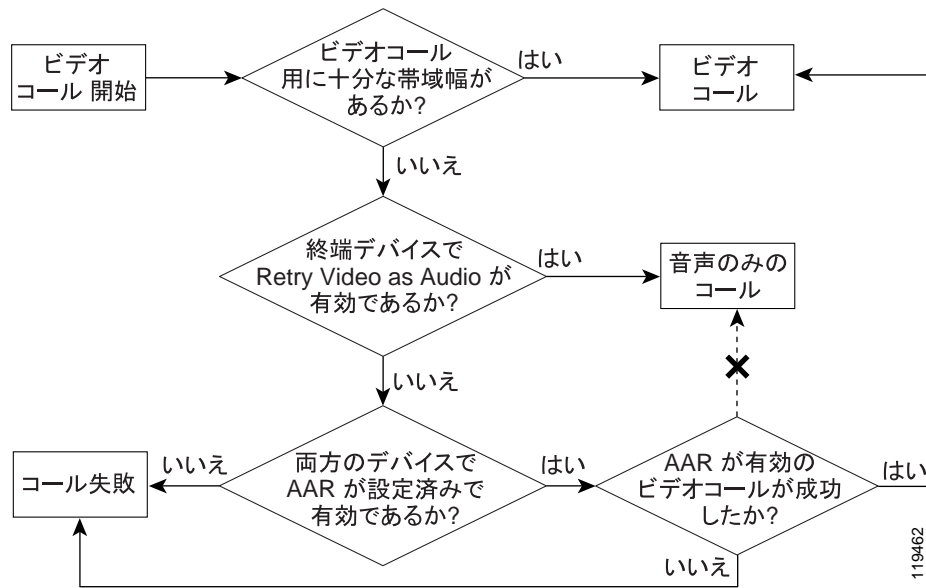 ビデオ
コール 開始
ビデオコール
用に十分な帯域幅が
あるか?
はい
ビデオ
コール
いいえ
終端デバイスで
Retry Video as Audio が
有効であるか?
はい
音声のみの
コール
いいえ
コール失敗
いいえ
両方のデバイスで
AAR が設定済みで
有効であるか?
はい
AAR が有効の
ビデオコールが成功
したか?
はい
いいえ
119462